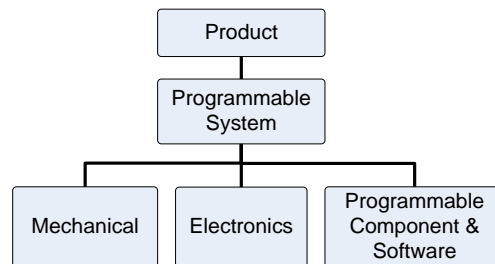 Product
Programmable
System
Mechanical
Electronics
Programmable
Component &
Software